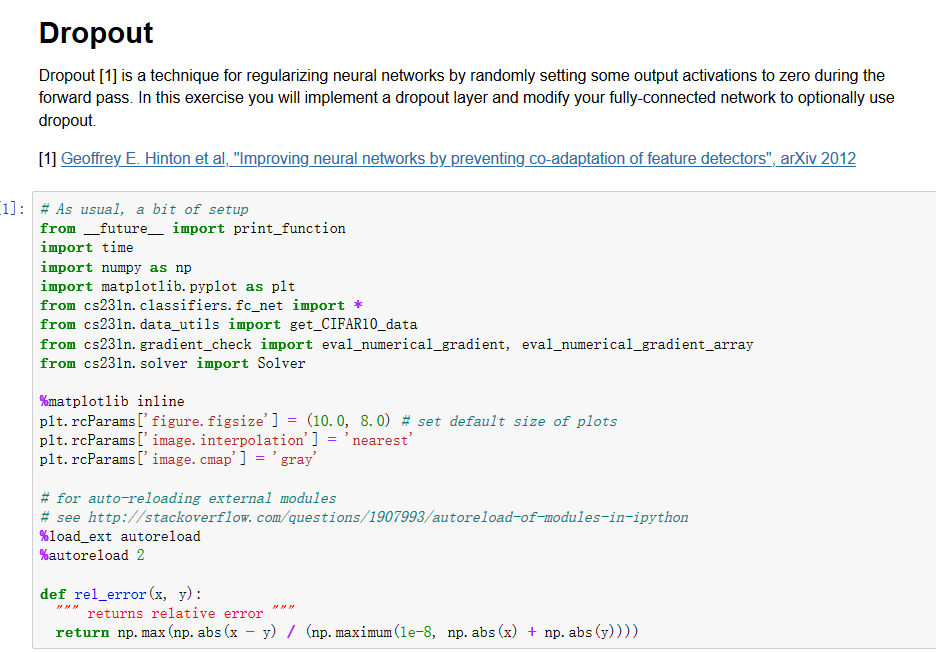 Dropout
Dropout [1] is a technique for regularizing neural networks by randomly setting some output activations to zero during the
forward pass. In this exercise you will implement a dropout layer and modify your fully-connected network to optionally use
dropout.
[1] Geoffrey E. Hinton et al, "Improving neural networks by preventing co-adaptation of feature detectors", arXiv 2012
[1]:
# As usual, a bit of setup
from __future__ import print_function
import time
import numpy as np
import matplotlib.pyplot as plt
from cs231n.classifiers.fc_net import *
from cs231n.data_utils import get_CIFAR10_data
from cs231n.gradient_check import eval_numerical_gradient, eval_numerical_gradient_array
from cs231n.solver import Solver
%matplotlib inline
plt.rcParams['figure.figsize'] = (10.0, 8.0) # set default size of plots
plt.rcParams['image.interpolation'] = 'nearest'
plt.rcParams['image.cmap'] = 'gray'
# for auto-reloading external modules
# see http://stackoverflow.com/questions/1907993/autoreload-of-modules-in-ipython
%load_ext autoreload
%autoreload 2
def rel_error(x, y):
  """ returns relative error """
  return np.max(np.abs(x - y) / (np.maximum(1e-8, np.abs(x) + np.abs(y))))